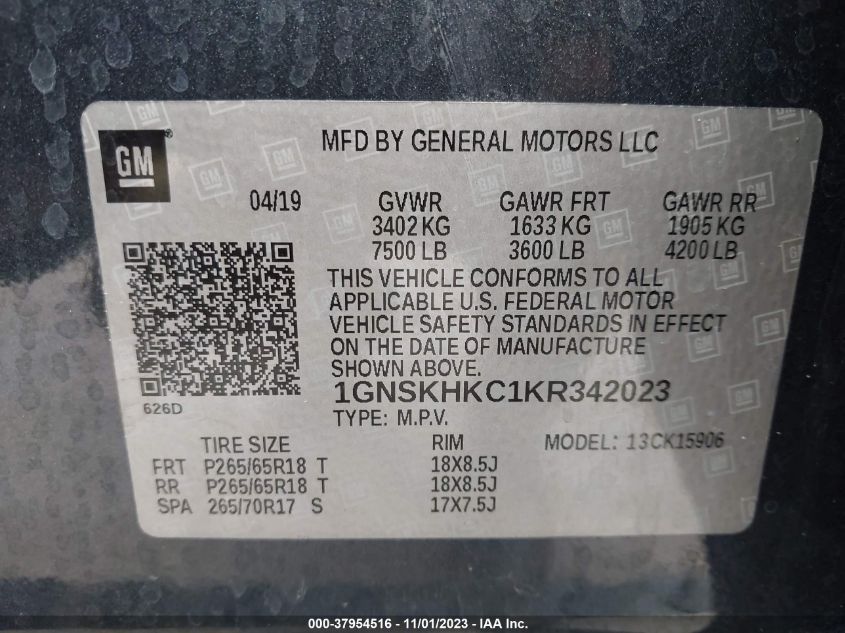 GM ®
MFD BY GENERAL MOTORS LLC
04/19 GVWR GAWR FRT GAWR RR
3402 KG 1633 KG 1905 KG
7500 LB 3600 LB 4200 LB
THIS VEHICLE CONFORMS TO ALL
APPLICABLE U.S. FEDERAL MOTOR
VEHICLE SAFETY STANDARDS IN EFFECT
ON THE DATE OF MANUFACTURE
SHOWN ABOVE.
1GNSKHKC1KR342023
626D
TYPE: M.P.V.
TIRE SIZE RIM MODEL: 13CK15906
FRT P265/65R18 T 18X8.5J
RR P265/65R18 T 18X8.5J
SPA 265/70R17 S 17X7.5J
000-37954516 - 11/01/2023 - IAA Inc.